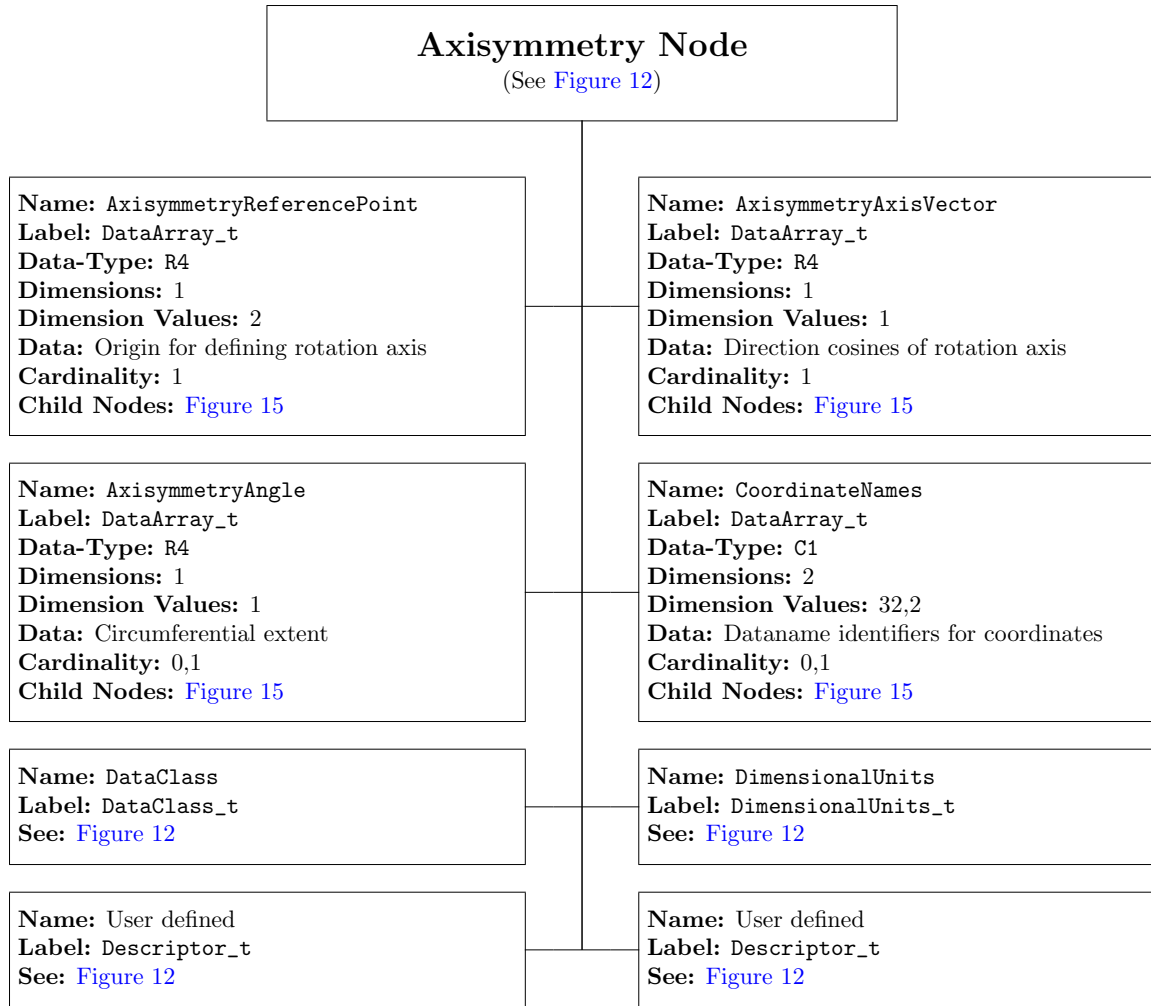 Axisymmetry Node
(See Figure 12)
Name: AxisymmetryReferencePoint
Label: DataArray_t
Data-Type: R4
Dimensions: 1
Dimension Values: 2
Data: Origin for defining rotation axis
Cardinality: 1
Child Nodes: Figure 15
Name: AxisymmetryAxisVector
Label: DataArray_t
Data-Type: R4
Dimensions: 1
Dimension Values: 1
Data: Direction cosines of rotation axis
Cardinality: 1
Child Nodes: Figure 15
Name: AxisymmetryAngle
Label: DataArray_t
Data-Type: R4
Dimensions: 1
Dimension Values: 1
Data: Circumferential extent
Cardinality: 0,1
Child Nodes: Figure 15
Name: CoordinateNames
Label: DataArray_t
Data-Type: C1
Dimensions: 2
Dimension Values: 32,2
Data: Dataname identifiers for coordinates
Cardinality: 0,1
Child Nodes: Figure 15
Name: DataClass
Label: DataClass_t
See: Figure 12
Name: DimensionalUnits
Label: DimensionalUnits_t
See: Figure 12
Name: User defined
Label: Descriptor_t
See: Figure 12
Name: User defined
Label: Descriptor_t
See: Figure 12